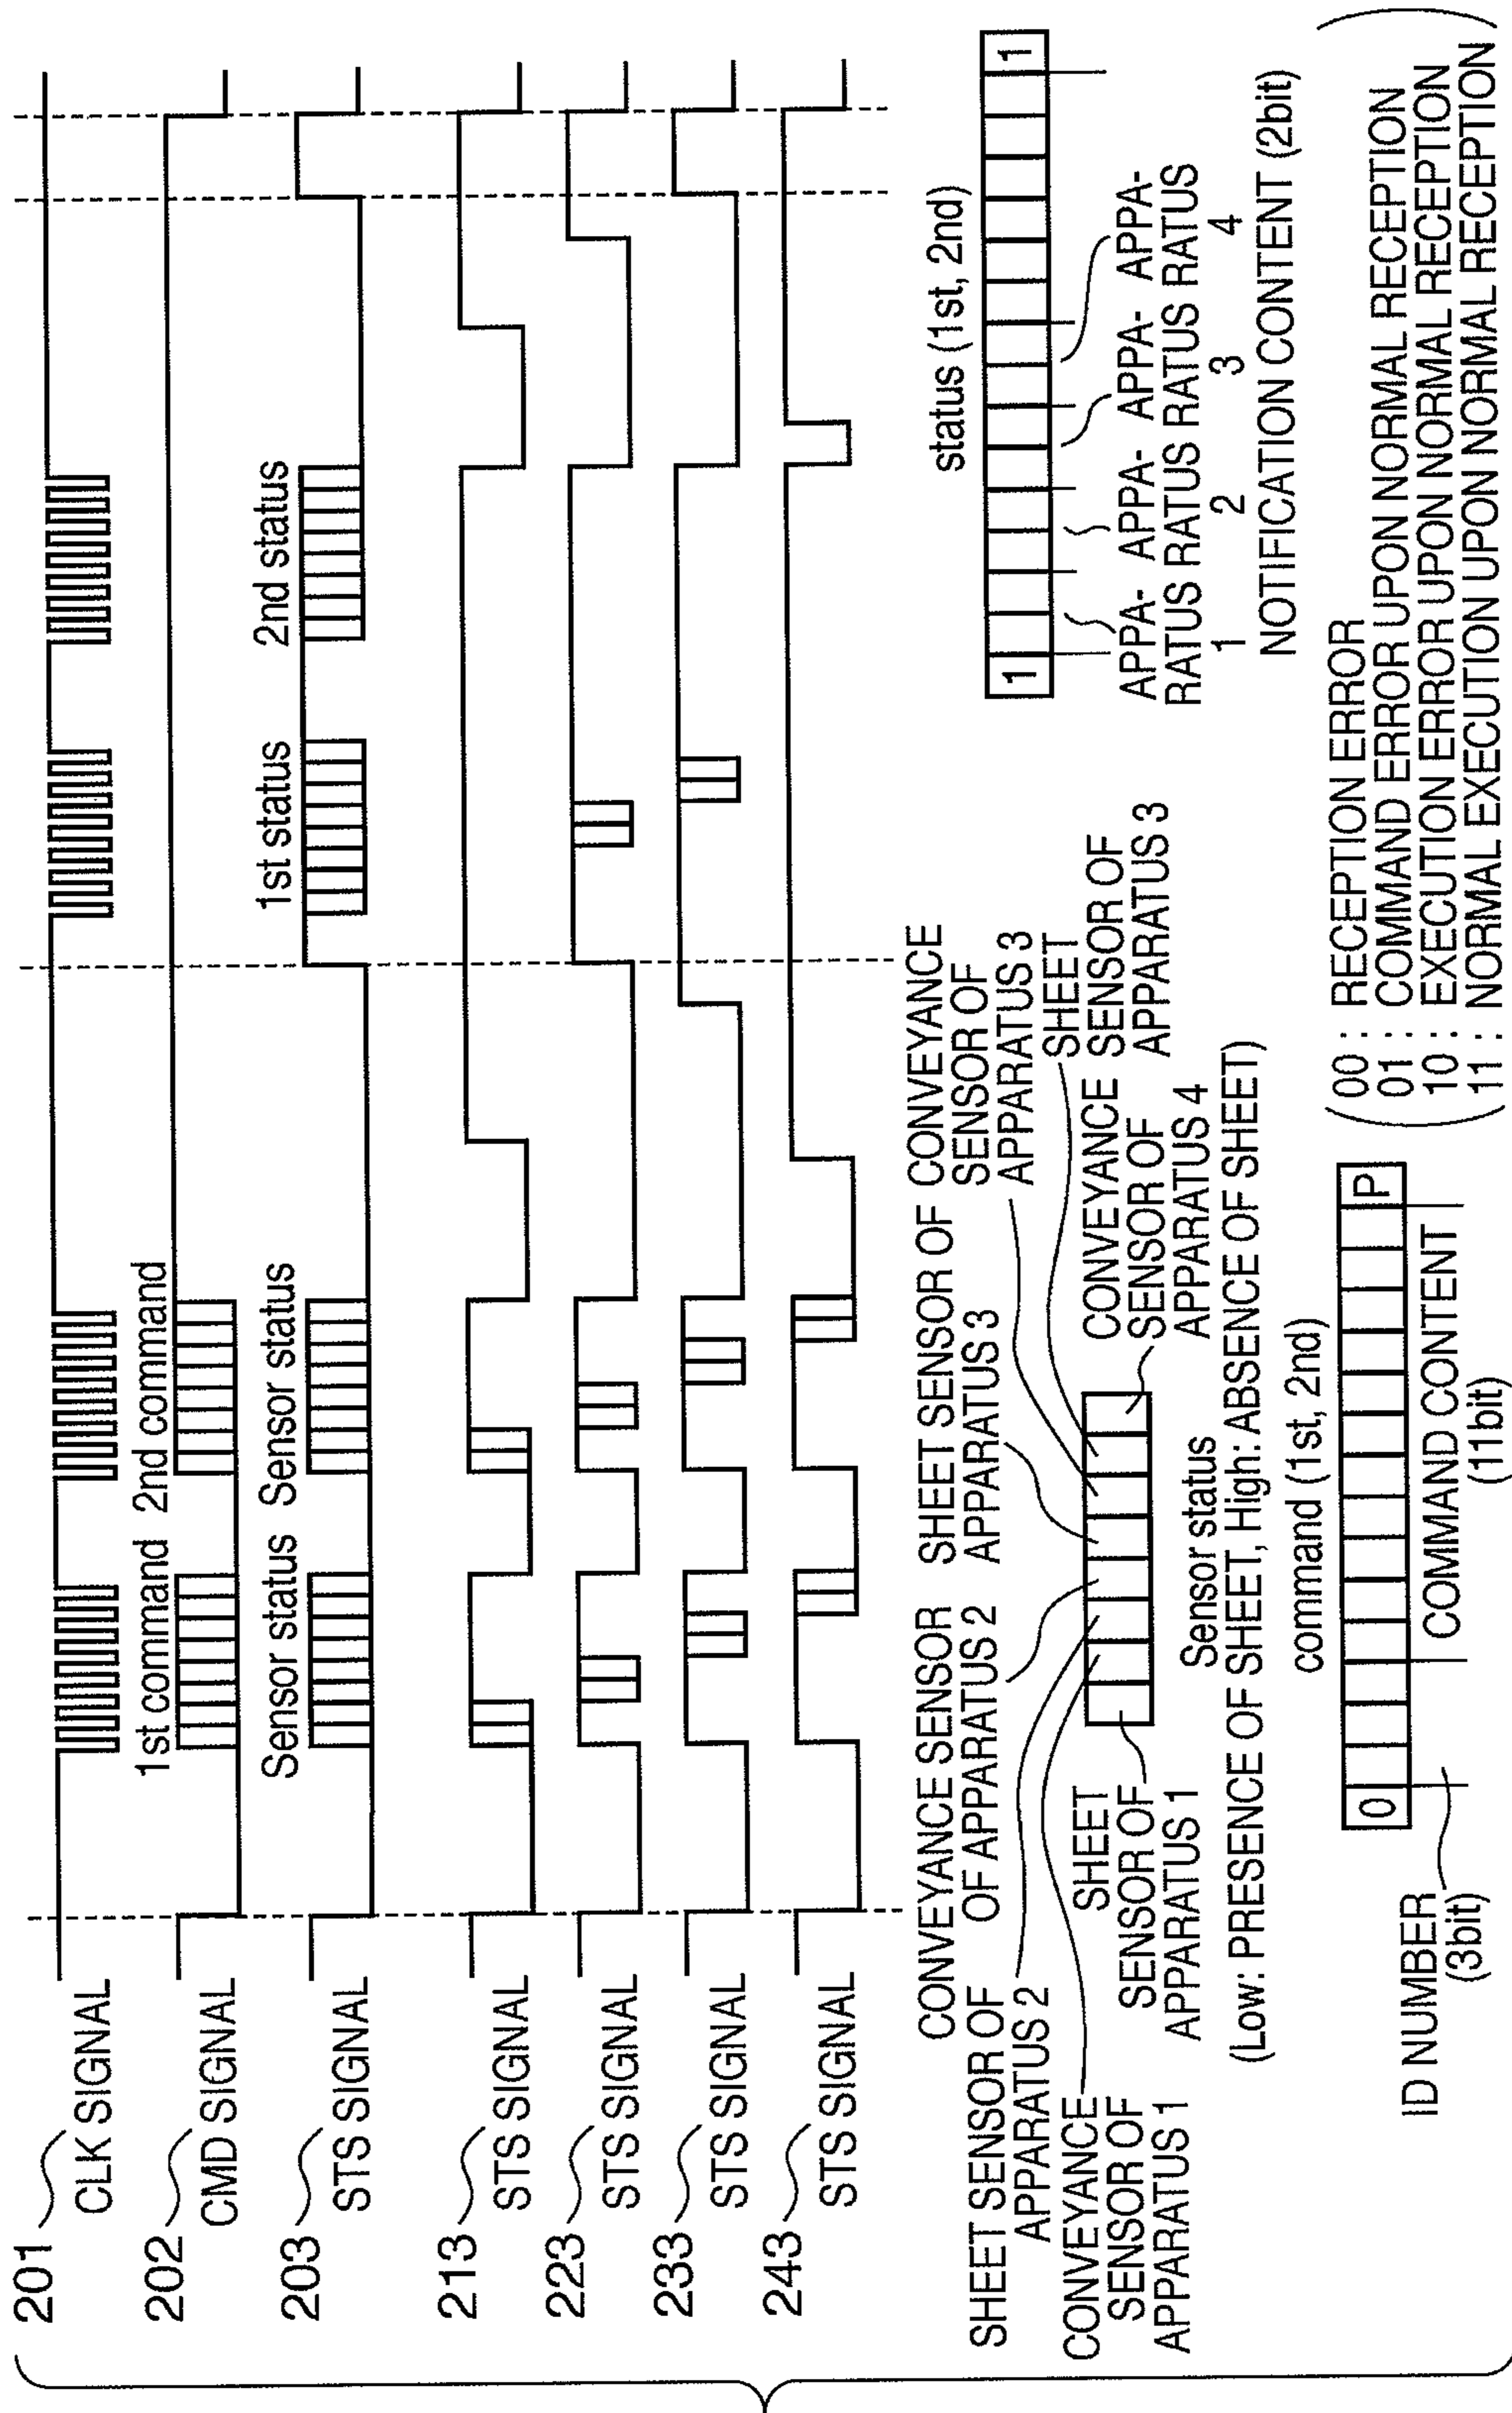 201
CLK SIGNAL
202
CMD SIGNAL
1st command
2nd command
203
STS SIGNAL
Sensor status
Sensor status
1st status
2nd status
213
STS SIGNAL
223
STS SIGNAL
233
STS SIGNAL
243
STS SIGNAL
SHEET SENSOR OF
APPARATUS 2
CONVEYANCE
SENSOR OF
APPARATUS 1
CONVEYANCE SENSOR
OF APPARATUS 2
SHEET
SENSOR OF
APPARATUS 1
SHEET SENSOR OF
APPARATUS 3
CONVEYANCE
SENSOR OF
APPARATUS 3
SHEET
SENSOR OF
APPARATUS 3
CONVEYANCE
SENSOR OF
APPARATUS 4
Sensor status
(Low: PRESENCE OF SHEET, High: ABSENCE OF SHEET)
command (1st, 2nd)
0
P
ID NUMBER
(3bit)
COMMAND CONTENT
(11bit)
status (1st, 2nd)
1
1
APPA- APPA- APPA- APPA-
RATUS RATUS RATUS RATUS
1 2 3 4
NOTIFICATION CONTENT (2bit)
00 : RECEPTION ERROR
01 : COMMAND ERROR UPON NORMAL RECEPTION
10 : EXECUTION ERROR UPON NORMAL RECEPTION
11 : NORMAL EXECUTION UPON NORMAL RECEPTION